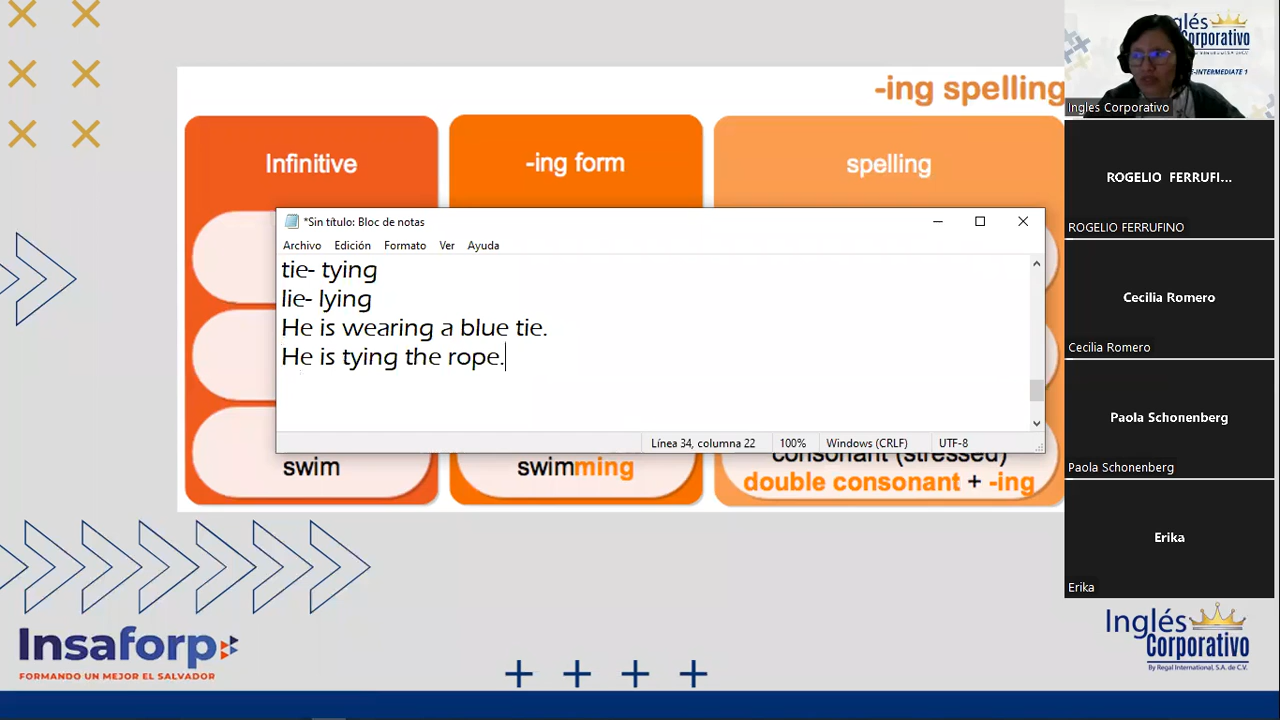 -ing spelling
Infinitive
-ing form
spelling
*Sin título: Bloc de notas
Archivo Edición Formato Ver Ayuda
tie- tying
lie- lying
He is wearing a blue tie.
He is tying the rope.
Línea 34, columna 22 100% Windows (CRLF) UTF-8
swim
swimming
consonant (stressed)
double consonant + -ing
Inglés
Corporativo
E-INTERMEDIATE 1
Ingles Corporativo
ROGELIO FERRUFI...
ROGELIO FERRUFINO
Cecilia Romero
Cecilia Romero
Paola Schonenberg
Paola Schonenberg
Erika
Erika
Insaforp
FORMANDO UN MEJOR EL SALVADOR
Inglés
Corporativo
By Regal International, S.A. de C.V.